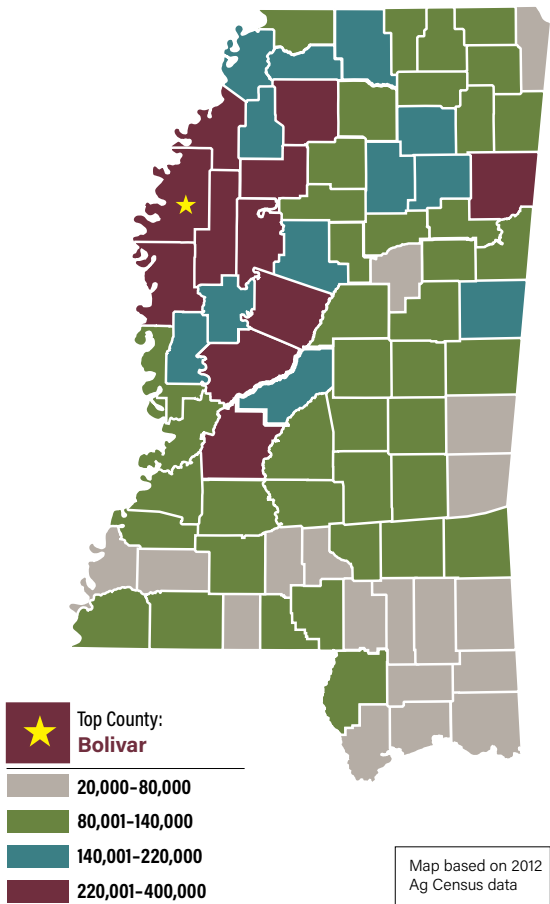 Top County:
Bolivar
20,000–80,000
80,001–140,000
140,001–220,000
220,001–400,000
Map based on 2012
Ag Census data